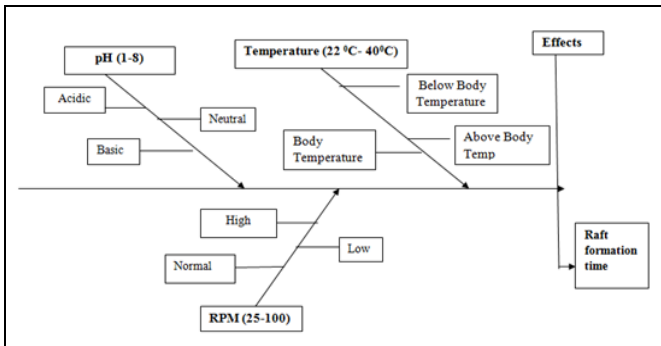 pH (1-8)
Temperature (22 ⁰C- 40⁰C)
Effects
Acidic
Neutral
Basic
Below Body
Temperature
Body
Temperature
Above Body
Temp
High
Low
Normal
RPM (25-100)
Raft
formation
time